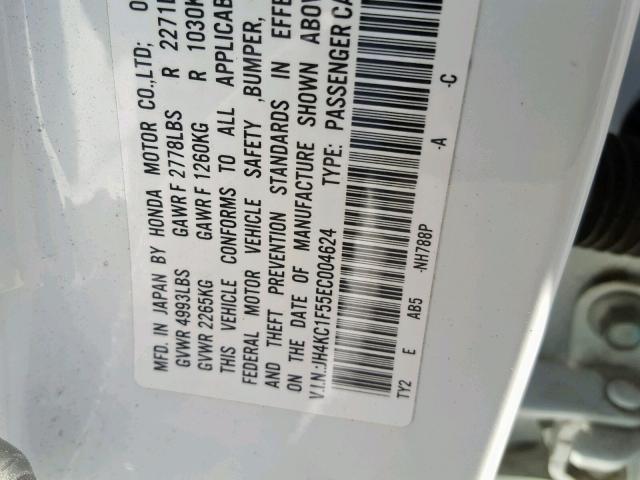 MFD. IN JAPAN BY HONDA MOTOR CO.,LTD;
GVWR 4993LBS GAWR F 2778LBS R 2271
GVWR 2265KG GAWR F 1260KG R 1030K
THIS VEHICLE CONFORMS TO ALL APPLICAB
FEDERAL MOTOR VEHICLE SAFETY ,BUMPER,
AND THEFT PREVENTION STANDARDS IN EFFE
ON THE DATE OF MANUFACTURE SHOWN ABOV
V.I.N.:JH4KC1F55EC004624 TYPE: PASSENGER CA
TY2 E AB5 -NH788P -A -C